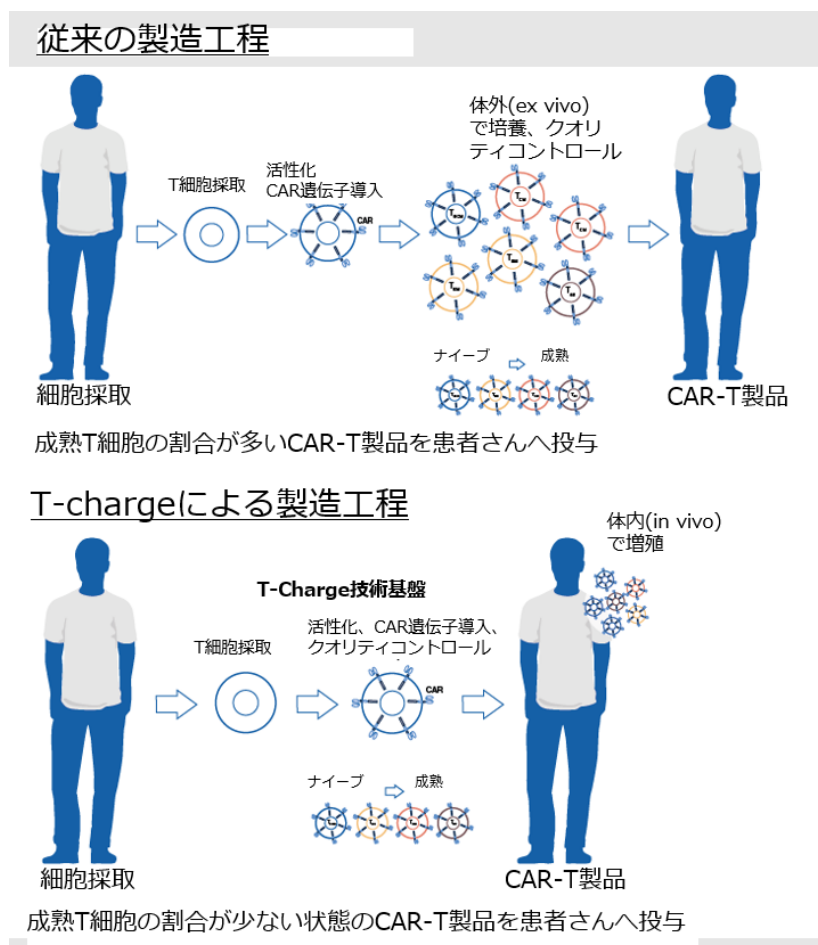 従来の製造工程
体外(ex vivo)
で培養、クオリ
ティコントロール
T細胞採取
活性化
CAR遺伝子導入
CAR
ナイーブ
成熟
細胞採取
CAR-T製品
成熟T細胞の割合が多いCAR-T製品を患者さんへ投与
T-chargeによる製造工程
体内(in vivo)
で増殖
T-Charge技術基盤
T細胞採取
活性化、CAR遺伝子導入、
クオリティコントロール
CAR
ナイーブ
成熟
細胞採取
CAR-T製品
成熟T細胞の割合が少ない状態のCAR-T製品を患者さんへ投与